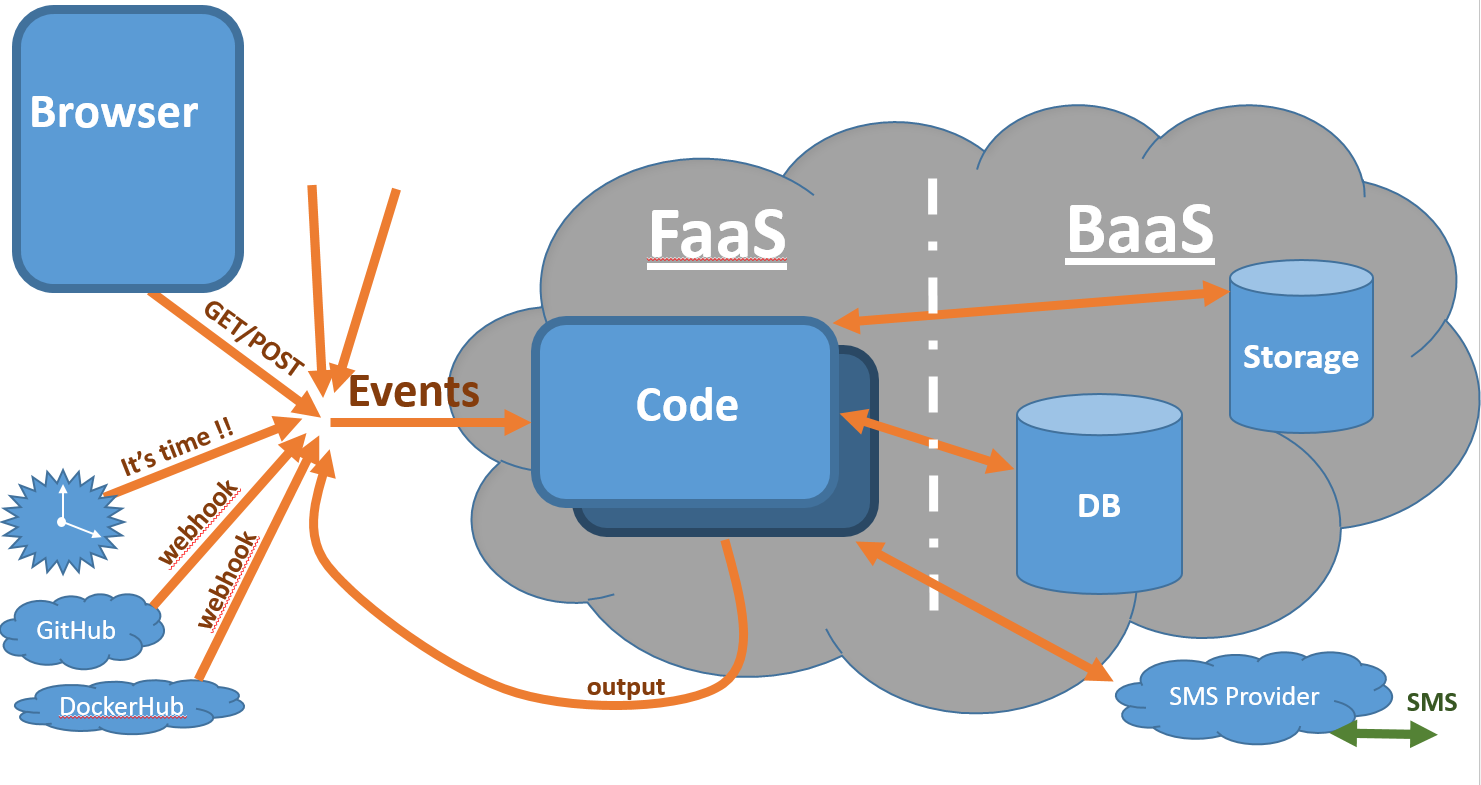 Browser
FaaS
BaaS
GET/POST
Events
Code
Storage
DB
It's time !!
webhook
webhook
GitHub
DockerHub
output
SMS Provider
SMS